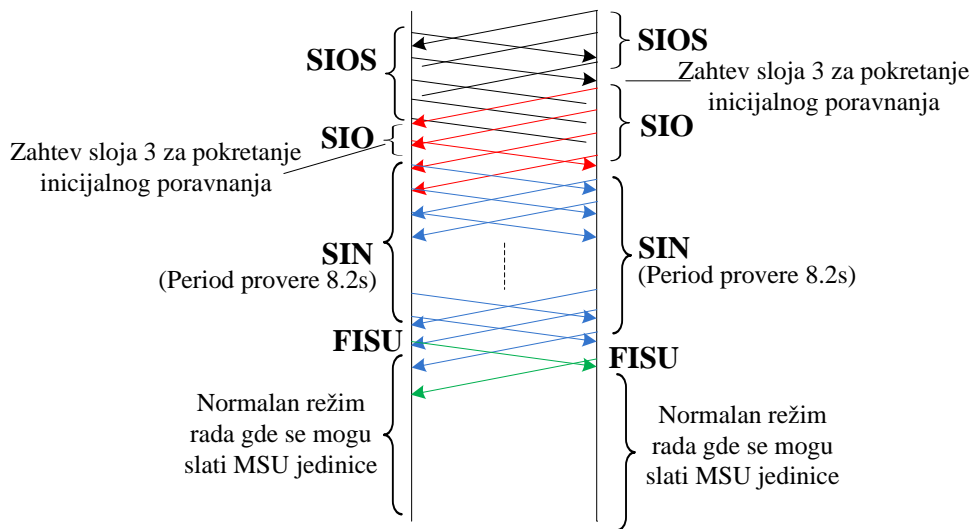 SIOS
SIO
Zahtev sloja 3 za pokretanje
inicijalnog poravnanja
SIN
(Period provere 8.2s)
FISU
Normalan režim
rada gde se mogu
slati MSU jedinice
SIOS
Zahtev sloja 3 za pokretanje
inicijalnog poravnanja
SIO
SIN
(Period provere 8.2s)
FISU
Normalan režim
rada gde se mogu
slati MSU jedinice